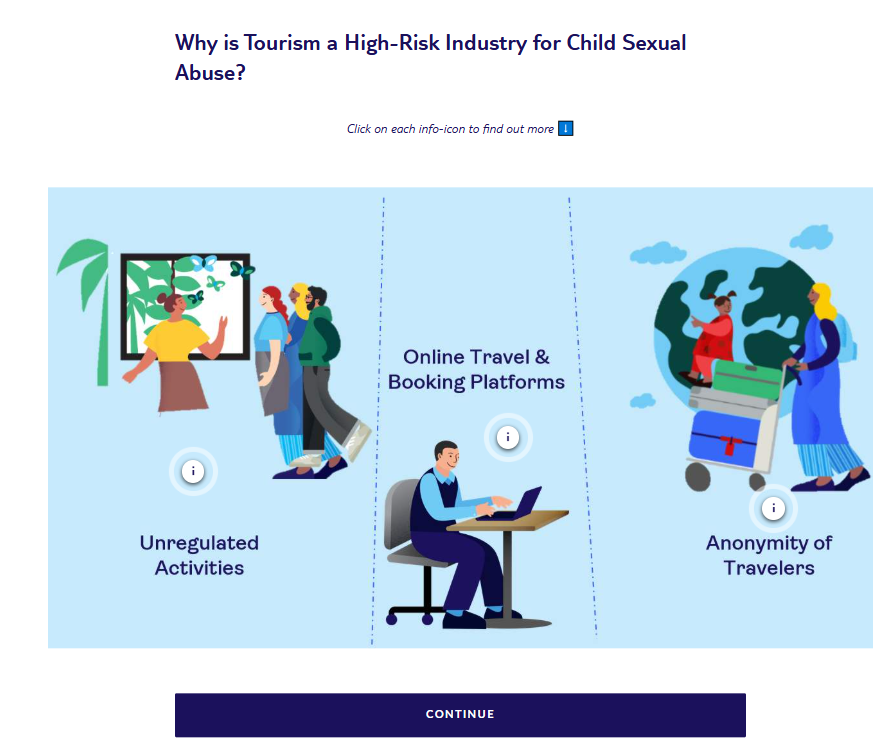 Why is Tourism a High-Risk Industry for Child Sexual
Abuse?
Click on each info-icon to find out more ⬇
Online Travel &
Booking Platforms
i
i
i
Unregulated
Activities
Anonymity of
Travelers
CONTINUE